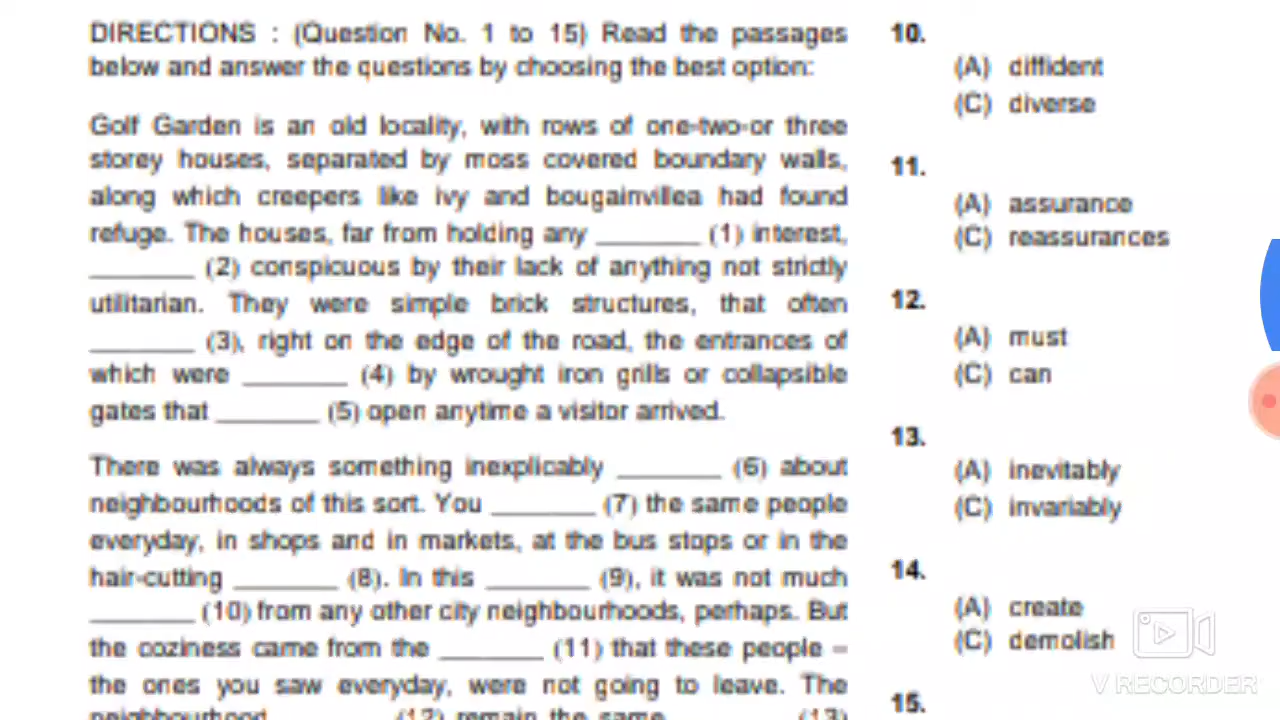 DIRECTIONS : (Question No. 1 to 15) Read the passages
below and answer the questions by choosing the best option:
Golf Garden is an old locality, with rows of one-two-or three
storey houses, separated by moss covered boundary walls,
along which creepers like ivy and bougainvillea had found
refuge. The houses, far from holding any ________ (1) interest,
________ (2) conspicuous by their lack of anything not strictly
utilitarian. They were simple brick structures, that often
________ (3), right on the edge of the road, the entrances of
which were ________ (4) by wrought iron grills or collapsible
gates that ________ (5) open anytime a visitor arrived.
There was always something inexplicably ________ (6) about
neighbourhoods of this sort. You ________ (7) the same people
everyday, in shops and in markets, at the bus stops or in the
hair-cutting ________ (8). In this ________ (9), it was not much
________ (10) from any other city neighbourhoods, perhaps. But
the coziness came from the ________ (11) that these people –
the ones you saw everyday, were not going to leave. The
neighbourhood ________ (12) remain the same ________ (13)
10.
(A) diffident
(C) diverse
11.
(A) assurance
(C) reassurances
12.
(A) must
(C) can
13.
(A) inevitably
(C) invariably
14.
(A) create
(C) demolish
15.
V RECORDER